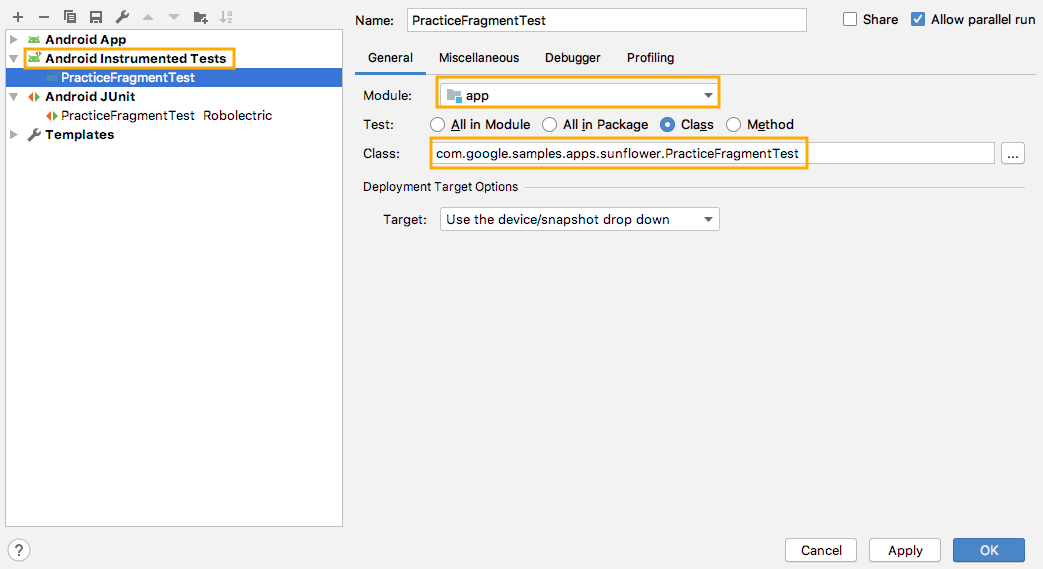 Name: PracticeFragmentTest Share Allow parallel run
Android App
Android Instrumented Tests
PracticeFragmentTest
Android JUnit
PracticeFragmentTest Robolectric
Templates
General Miscellaneous Debugger Profiling
Module: app
Test: All in Module All in Package Class Method
Class: com.google.samples.apps.sunflower.PracticeFragmentTest ...
Deployment Target Options
Target: Use the device/snapshot drop down
? Cancel Apply OK